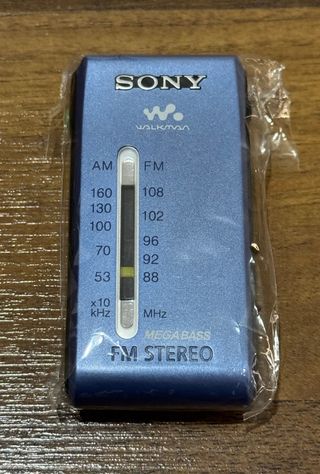 SONY
WALKMAN
AM FM
160 108
130
100 102
96
70 92
53 88
x10
kHz MHz
MEGABASS
FM STEREO